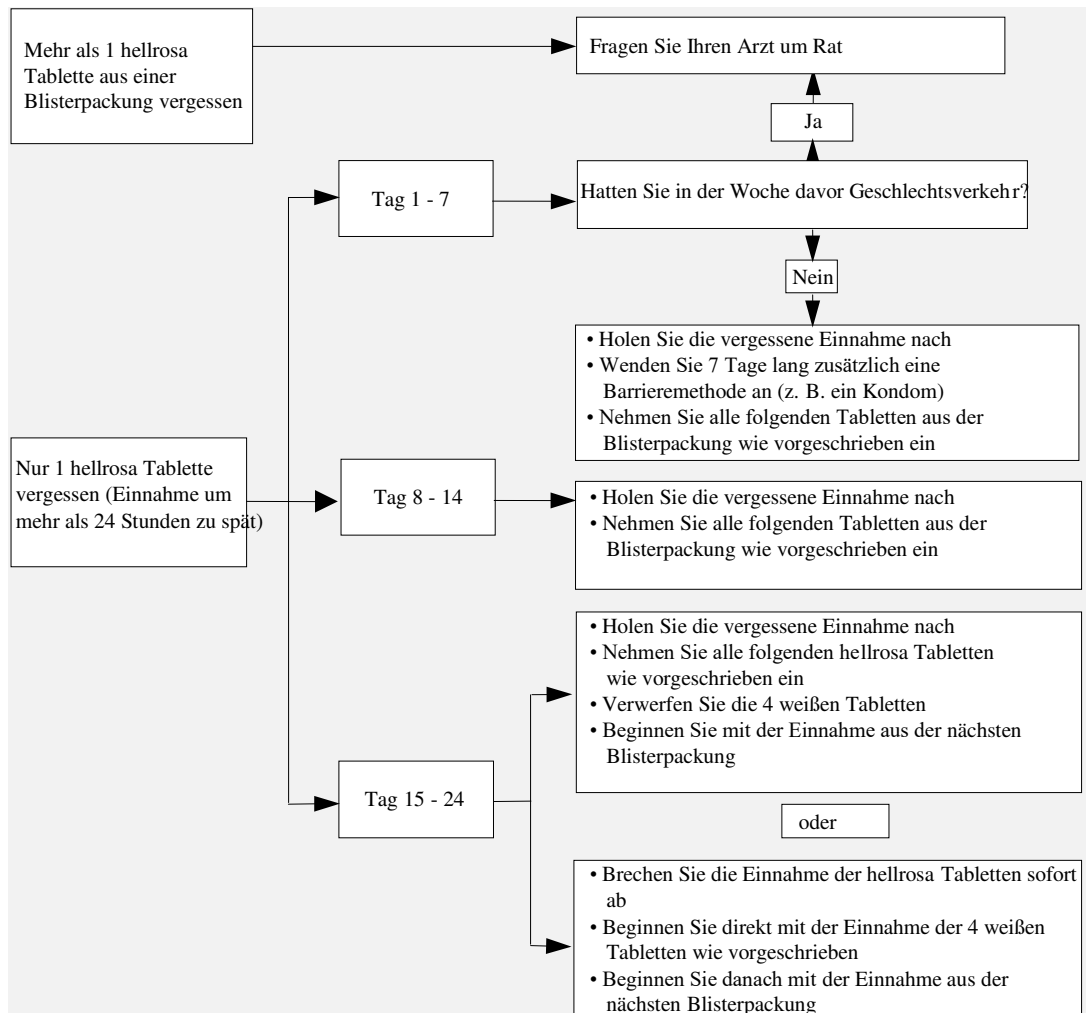 Mehr als 1 hellrosa
Tablette aus einer
Blisterpackung vergessen
Fragen Sie Ihren Arzt um Rat
Ja
Tag 1 - 7
Hatten Sie in der Woche davor Geschlechtsverkehr?
Nein
• Holen Sie die vergessene Einnahme nach
• Wenden Sie 7 Tage lang zusätzlich eine
Barrieremethode an (z. B. ein Kondom)
• Nehmen Sie alle folgenden Tabletten aus der
Blisterpackung wie vorgeschrieben ein
Nur 1 hellrosa Tablette
vergessen (Einnahme um
mehr als 24 Stunden zu spät)
Tag 8 - 14
• Holen Sie die vergessene Einnahme nach
• Nehmen Sie alle folgenden Tabletten aus der
Blisterpackung wie vorgeschrieben ein
Tag 15 - 24
• Holen Sie die vergessene Einnahme nach
• Nehmen Sie alle folgenden hellrosa Tabletten
wie vorgeschrieben ein
• Verwerfen Sie die 4 weißen Tabletten
• Beginnen Sie mit der Einnahme aus der nächsten
Blisterpackung
oder
• Brechen Sie die Einnahme der hellrosa Tabletten sofort
ab
• Beginnen Sie direkt mit der Einnahme der 4 weißen
Tabletten wie vorgeschrieben
• Beginnen Sie danach mit der Einnahme aus der
nächsten Blisterpackung